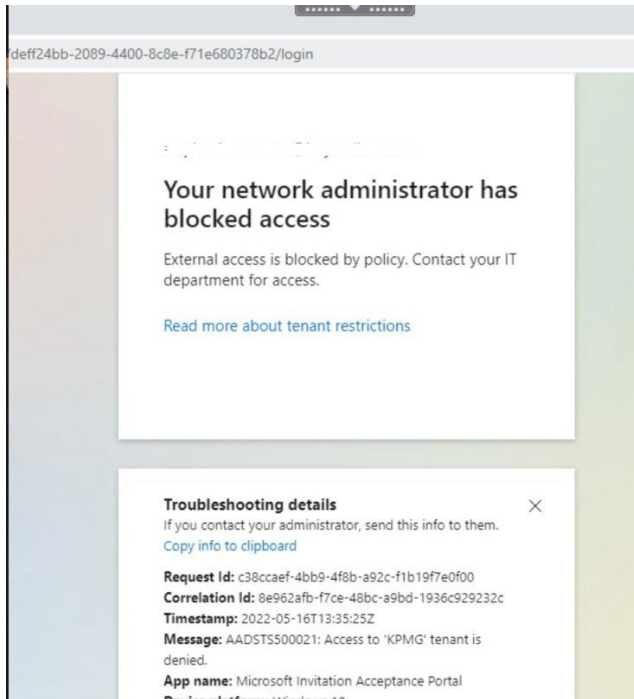 /deff24bb-2089-4400-8c8e-f71e680378b2/login
Your network administrator has
blocked access
External access is blocked by policy. Contact your IT
department for access.
Read more about tenant restrictions
Troubleshooting details
If you contact your administrator, send this info to them.
Copy info to clipboard
Request Id: c38ccaef-4bb9-4f8b-a92c-f1b19f7e0f00
Correlation Id: 8e962afb-f7ce-48bc-a9bd-1936c929232c
Timestamp: 2022-05-16T13:35:25Z
Message: AADSTS500021: Access to 'KPMG' tenant is
denied.
App name: Microsoft Invitation Acceptance Portal
Device platform: Windows 10